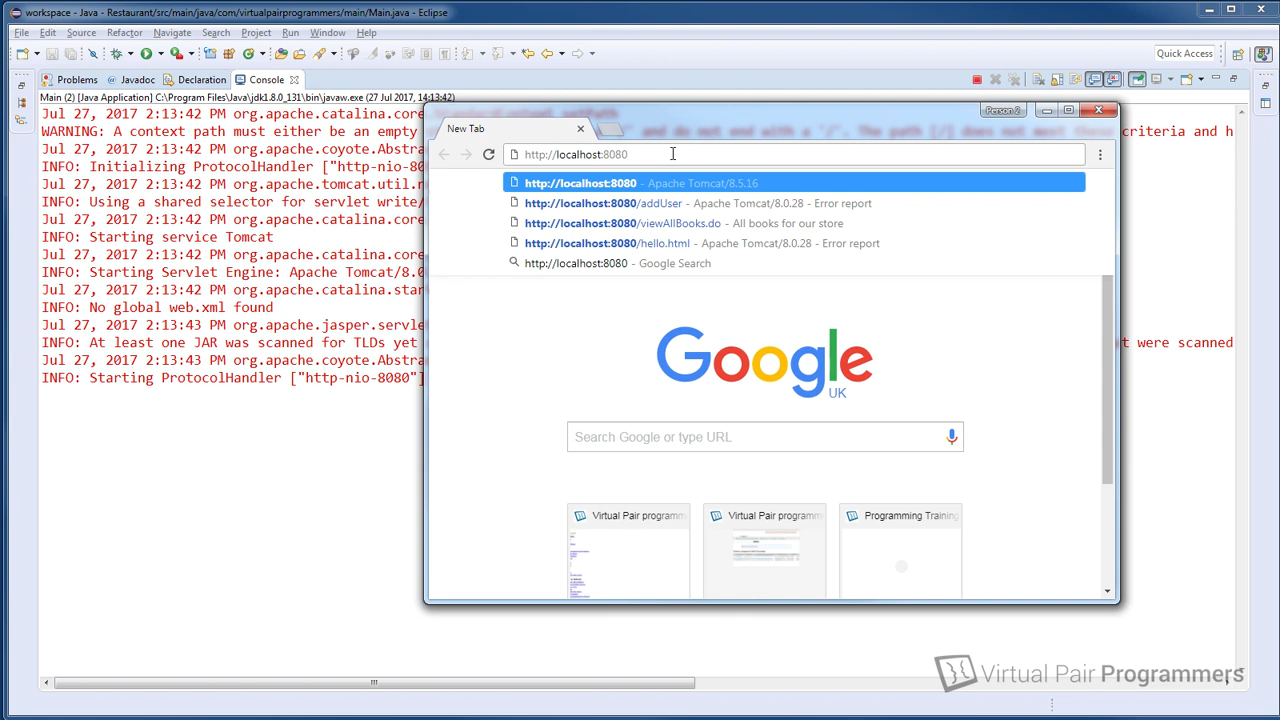 workspace - Java - Restaurant/src/main/java/com/virtualpairprogrammers/main/Main.java - Eclipse
File Edit Source Refactor Navigate Search Project Run Window Help
Quick Access
Problems Javadoc Declaration Console
Main (2) [Java Application] C:\Program Files\Java\jdk1.8.0_131\bin\javaw.exe (27 Jul 2017, 14:13:42)
Jul 27, 2017 2:13:42 PM org.apache.catalina.core
WARNING: A context path must either be an empty
criteria and h
Jul 27, 2017 2:13:42 PM org.apache.coyote.Abstra
INFO: Initializing ProtocolHandler ["http-nio-80
Jul 27, 2017 2:13:42 PM org.apache.tomcat.util.n
INFO: Using a shared selector for servlet write/
Jul 27, 2017 2:13:42 PM org.apache.catalina.core
INFO: Starting service Tomcat
Jul 27, 2017 2:13:42 PM org.apache.catalina.core
INFO: Starting Servlet Engine: Apache Tomcat/8.0
Jul 27, 2017 2:13:42 PM org.apache.catalina.star
INFO: No global web.xml found
Jul 27, 2017 2:13:43 PM org.apache.jasper.servle
INFO: At least one JAR was scanned for TLDs yet
t were scanned
Jul 27, 2017 2:13:43 PM org.apache.coyote.Abstra
INFO: Starting ProtocolHandler ["http-nio-8080"]
Person 2
New Tab
http://localhost:8080
http://localhost:8080 - Apache Tomcat/8.5.16
http://localhost:8080/addUser - Apache Tomcat/8.0.28 - Error report
http://localhost:8080/viewAllBooks.do - All books for our store
http://localhost:8080/hello.html - Apache Tomcat/8.0.28 - Error report
http://localhost:8080 - Google Search
Google
UK
Search Google or type URL
Virtual Pair programm
Virtual Pair programm
Programming Training
Virtual Pair Programmers